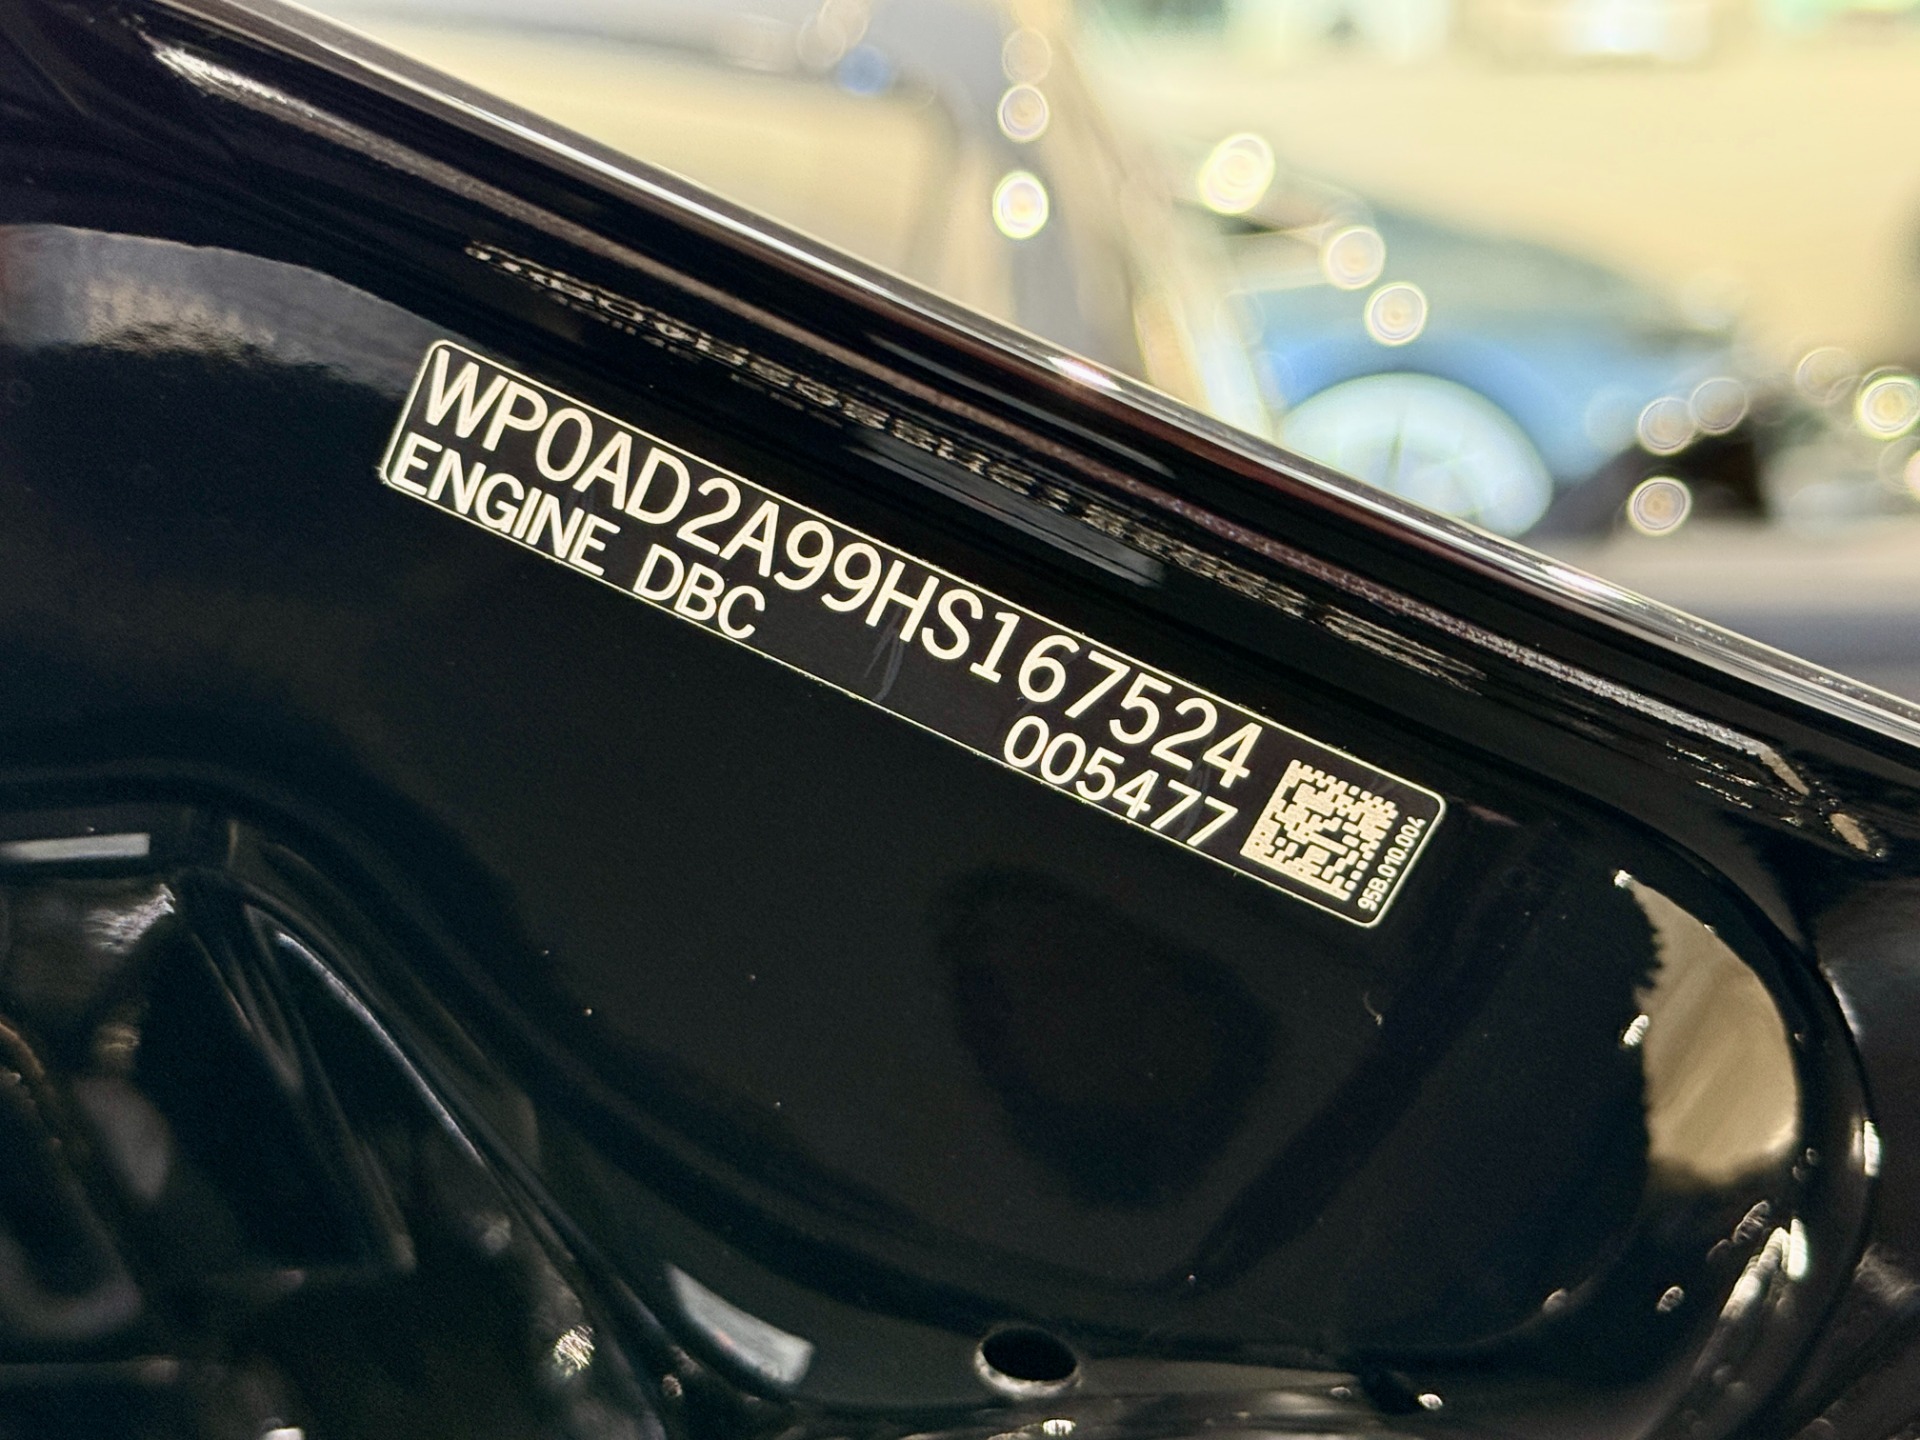 WP0AD2A99HS167524
ENGINE DBC 005477
95B.010.004